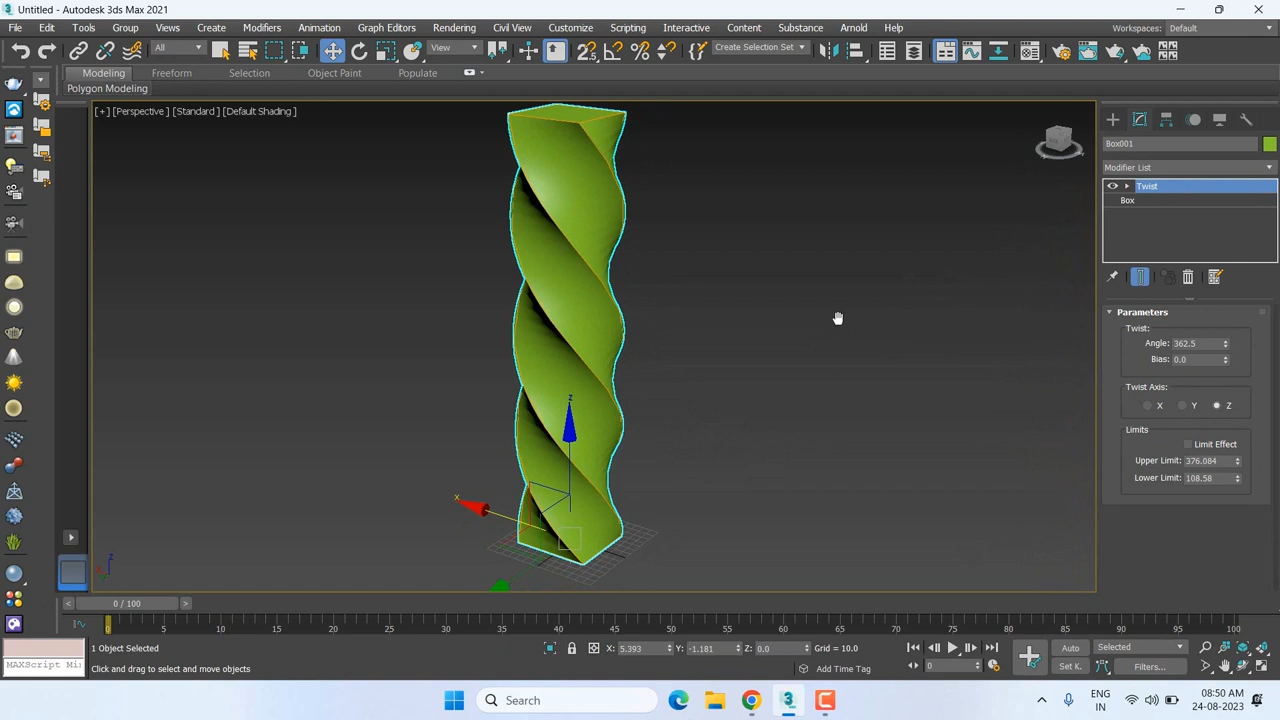 Untitled - Autodesk 3ds Max 2021
File Edit Tools Group Views Create Modifiers Animation Graph Editors Rendering Civil View Customize Scripting Interactive Content Substance Arnold Help
Workspaces: Default
All
View
Create Selection Set
Modeling Freeform Selection Object Paint Populate
Polygon Modeling
[+] [Perspective ] [Standard ] [Default Shading ]
Box001
Modifier List
Twist
Box
Parameters
Twist:
Angle: 362.5
Bias: 0.0
Twist Axis:
X Y Z
Limits
Limit Effect
Upper Limit: 376.084
Lower Limit: 108.58
z
x
z
< 0 / 100 >
0 5 10 15 20 25 30 35 40 45 50 55 60 65 70 75 80 85 90 95 100
1 Object Selected
X: 5.393 Y: -1.181 Z: 0.0 Grid = 10.0
Auto Selected
MAXScript Mi
Click and drag to select and move objects
Add Time Tag
0
Set K. Filters...
Search
3
ENG
IN
08:50 AM
24-08-2023